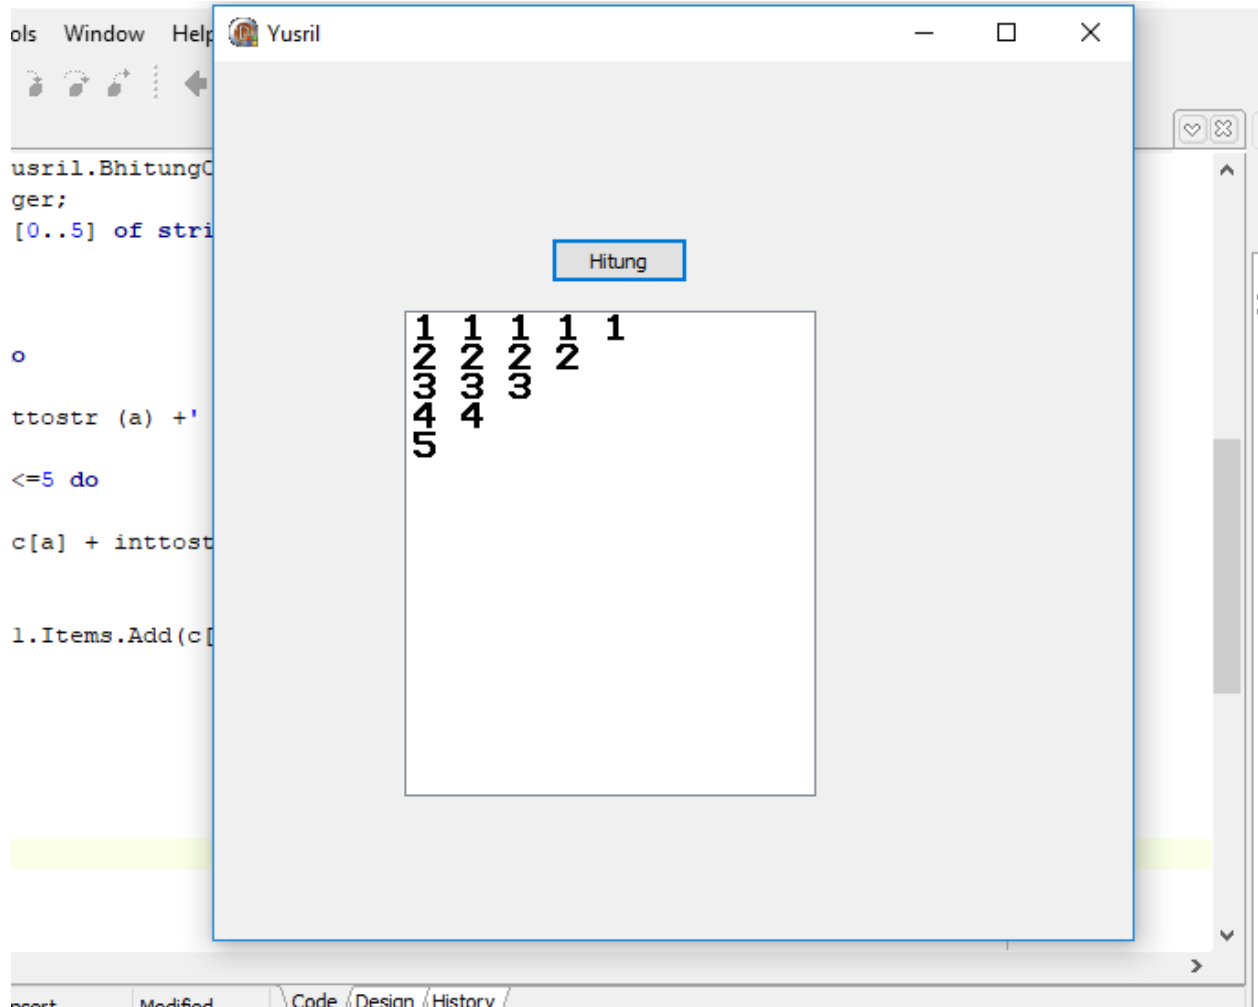 ols Window Help
Yusril
usril.BhitungC
ger;
[0..5] of stri
Hitung
1 1 1 1 1
2 2 2 2
3 3 3
4 4
5
o
ttostr (a) +'
<=5 do
c[a] + inttost
l.Items.Add(c[
Modified
Code Design History